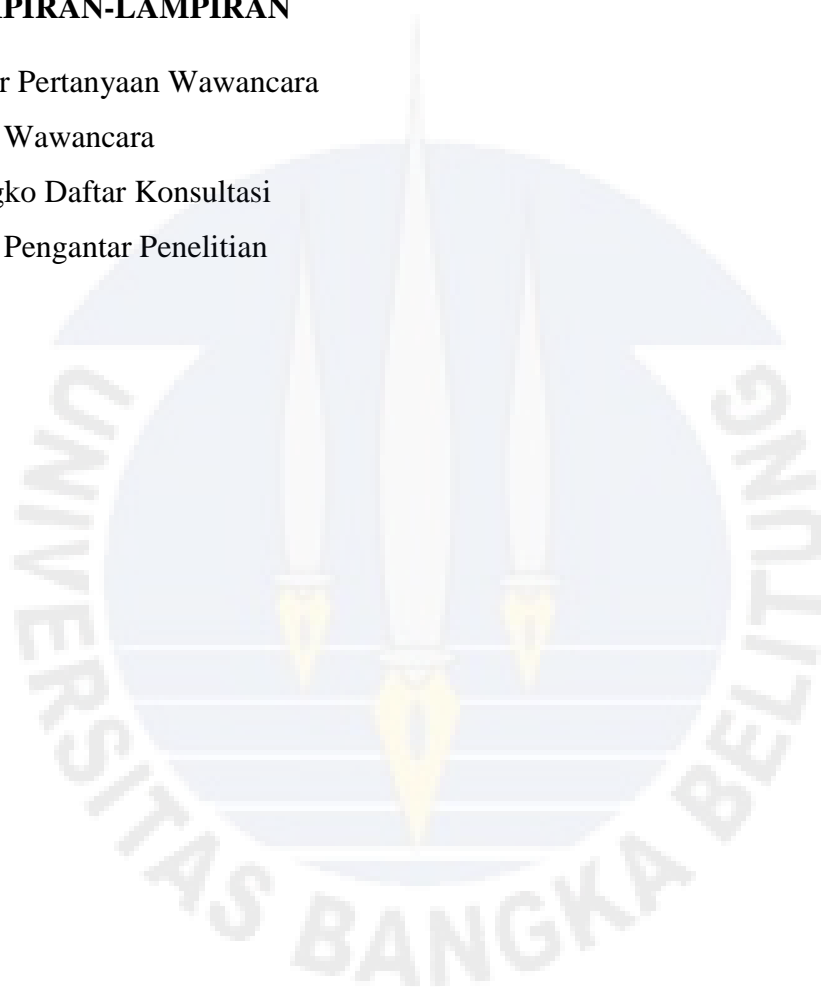 PIRAN-LAMPIRAN
r Pertanyaan Wawancara
Wawancara
gko Daftar Konsultasi
Pengantar Penelitian
UNIVERSITAS BANGKA BELITUNG